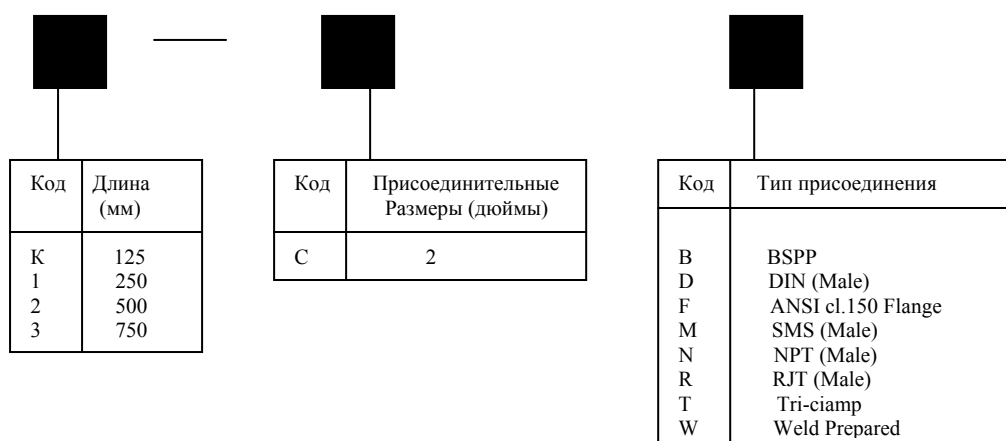 Код Длина
(мм)
К 125
1 250
2 500
3 750
Код Присоединительные
Размеры (дюймы)
C 2
Код Тип присоединения
B BSPP
D DIN (Male)
F ANSI cl.150 Flange
M SMS (Male)
N NPT (Male)
R RJT (Male)
T Tri-ciamp
W Weld Prepared